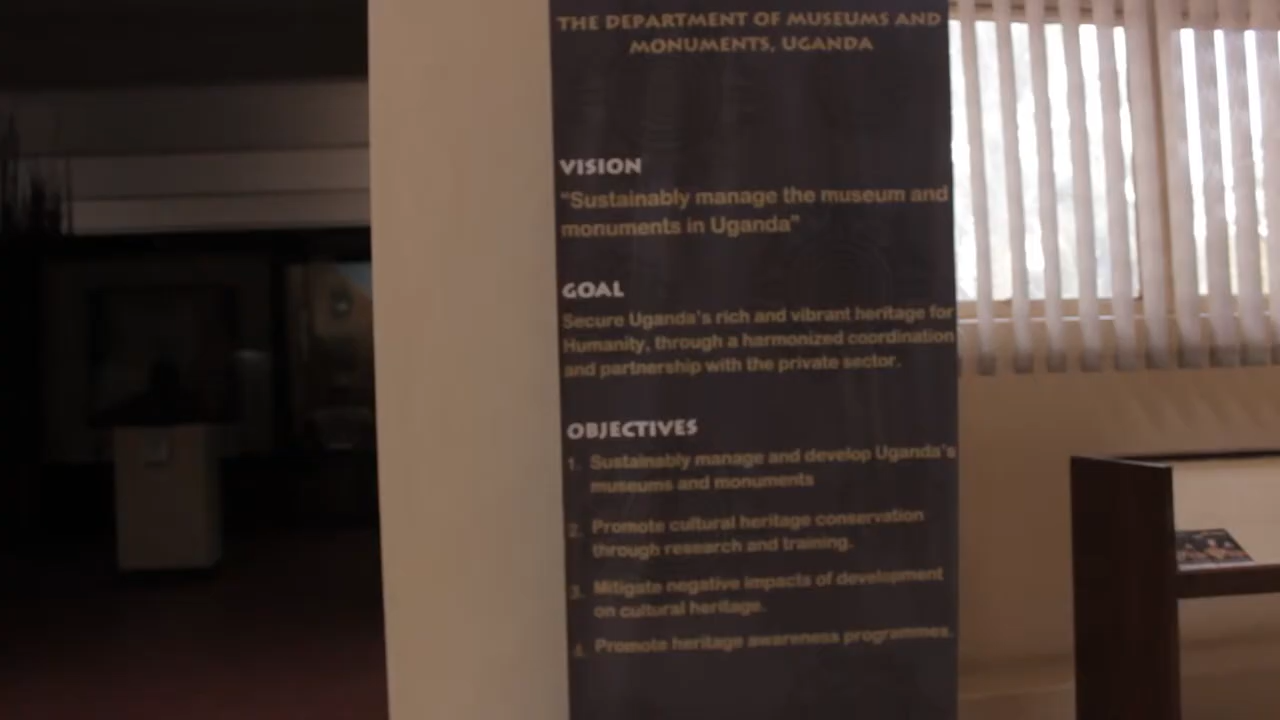 THE DEPARTMENT OF MUSEUMS AND
MONUMENTS, UGANDA
VISION
"Sustainably manage the museum and
monuments in Uganda"
GOAL
Secure Uganda's rich and vibrant heritage for
Humanity, through a harmonized coordination
and partnership with the private sector.
OBJECTIVES
1. Sustainably manage and develop Uganda's
museums and monuments
2. Promote cultural heritage conservation
through research and training.
3. Mitigate negative impacts of development
on cultural heritage.
4. Promote heritage awareness programmes.